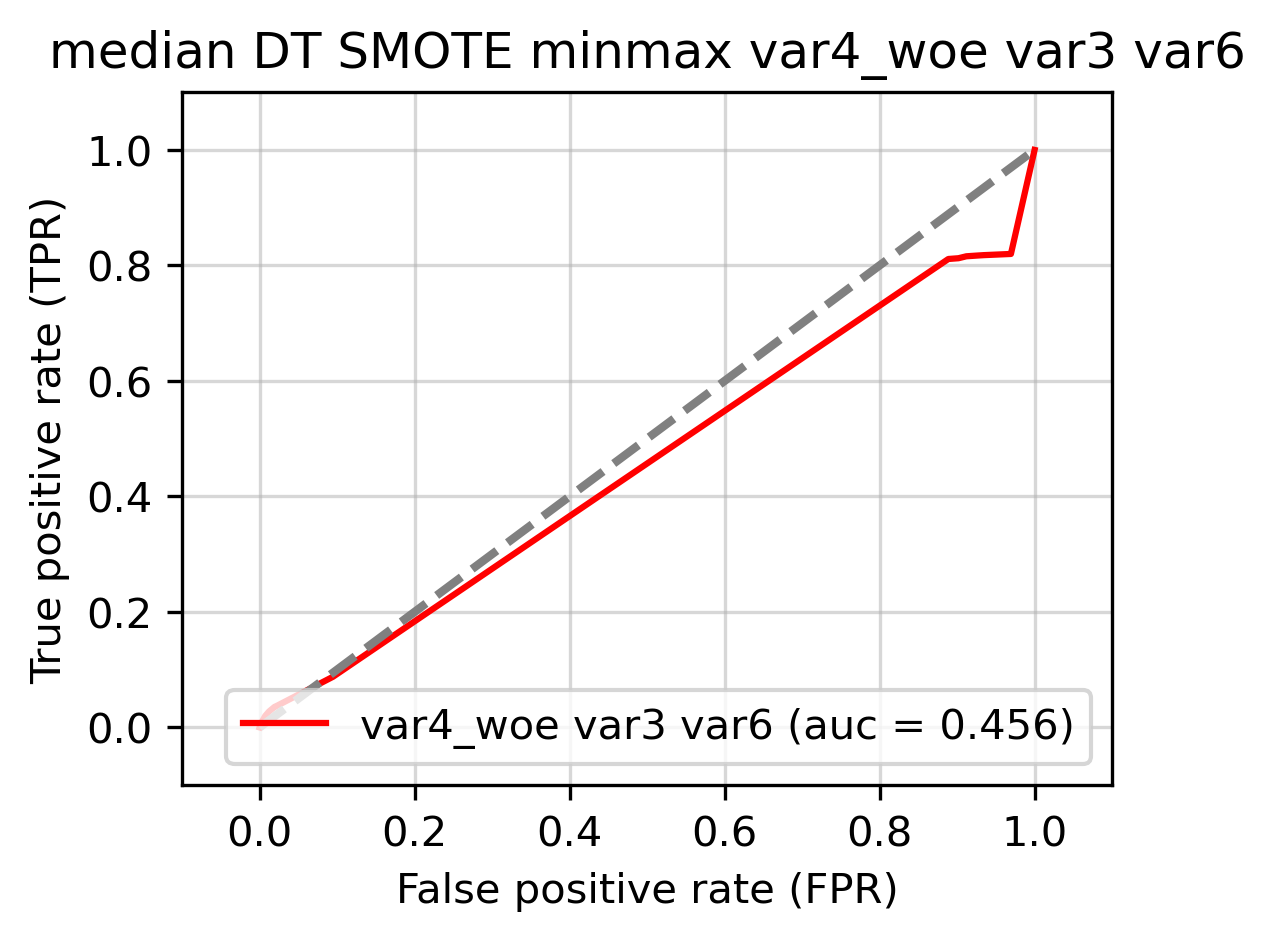 median DT SMOTE minmax var4_woe var3 var6
True positive rate (TPR)
1.0
0.8
0.6
0.4
0.2
0.0
var4_woe var3 var6 (auc = 0.456)
0.0 0.2 0.4 0.6 0.8 1.0
False positive rate (FPR)